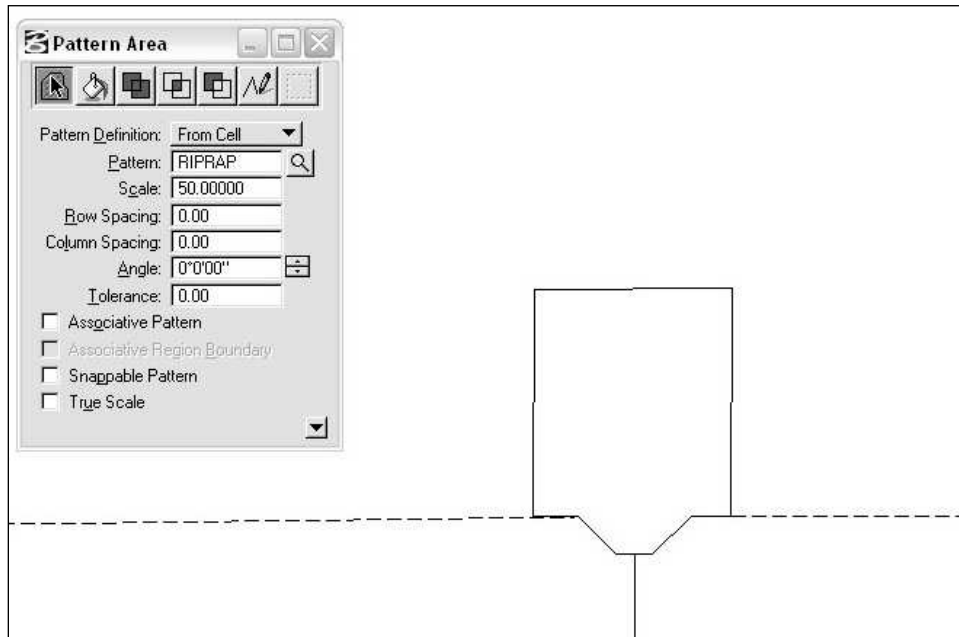 Pattern Area
Pattern Definition: From Cell
Pattern: RIPRAP
Scale: 50.00000
Row Spacing: 0.00
Column Spacing: 0.00
Angle: 0°0'00"
Tolerance: 0.00
Associative Pattern
Associative Region Boundary
Snappable Pattern
True Scale